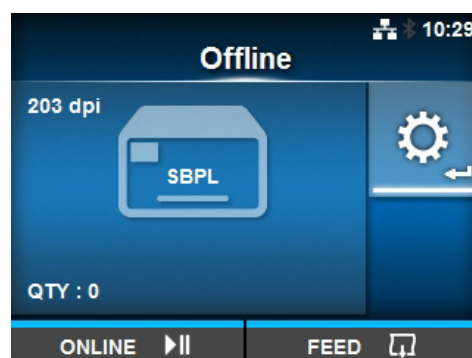 10:29
Offline
203 dpi
SBPL
QTY : 0
ONLINE FEED